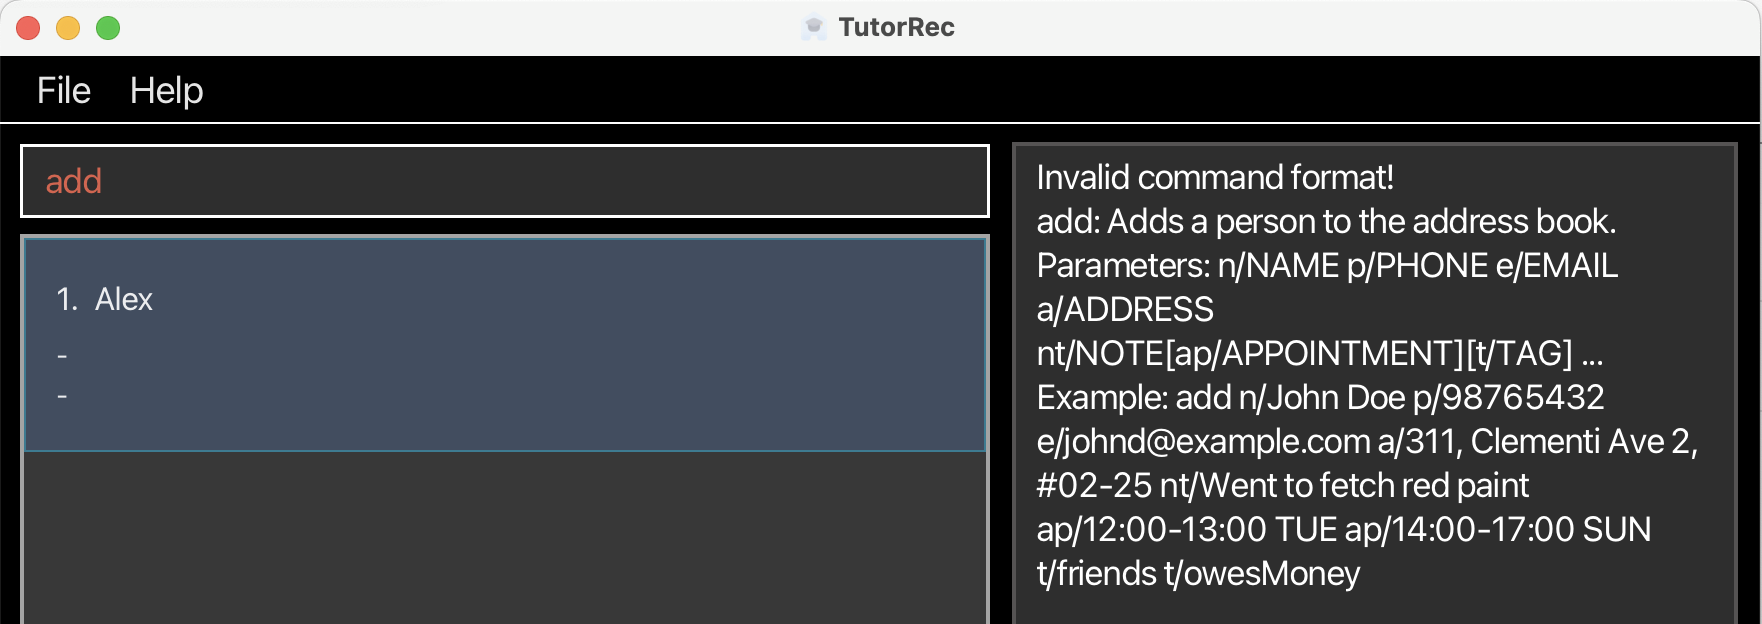 TutorRec
File Help
add
1. Alex
-
-
Invalid command format!
add: Adds a person to the address book.
Parameters: n/NAME p/PHONE e/EMAIL
a/ADDRESS
nt/NOTE[ap/APPOINTMENT][t/TAG] ...
Example: add n/John Doe p/98765432
e/johnd@example.com a/311, Clementi Ave 2,
#02-25 nt/Went to fetch red paint
ap/12:00-13:00 TUE ap/14:00-17:00 SUN
t/friends t/owesMoney